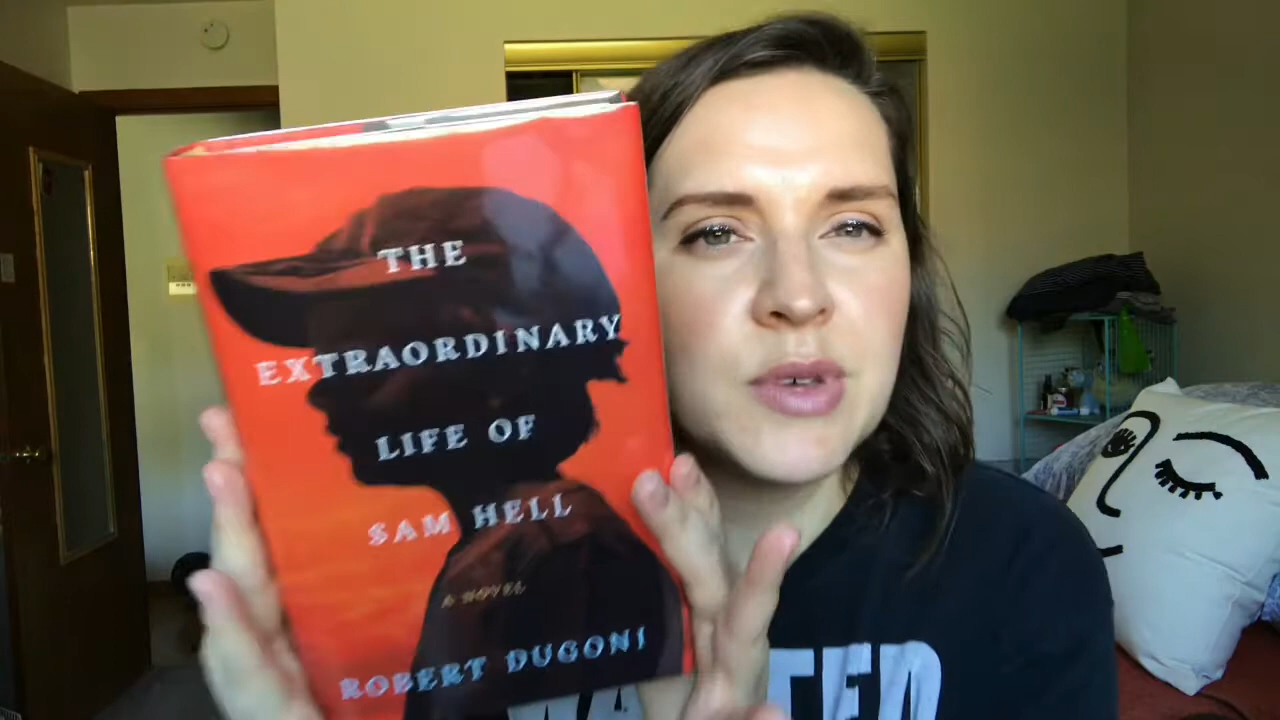 THE
EXTRAORDINARY
LIFE OF
SAM HELL
A NOVEL
ROBERT DUGONI